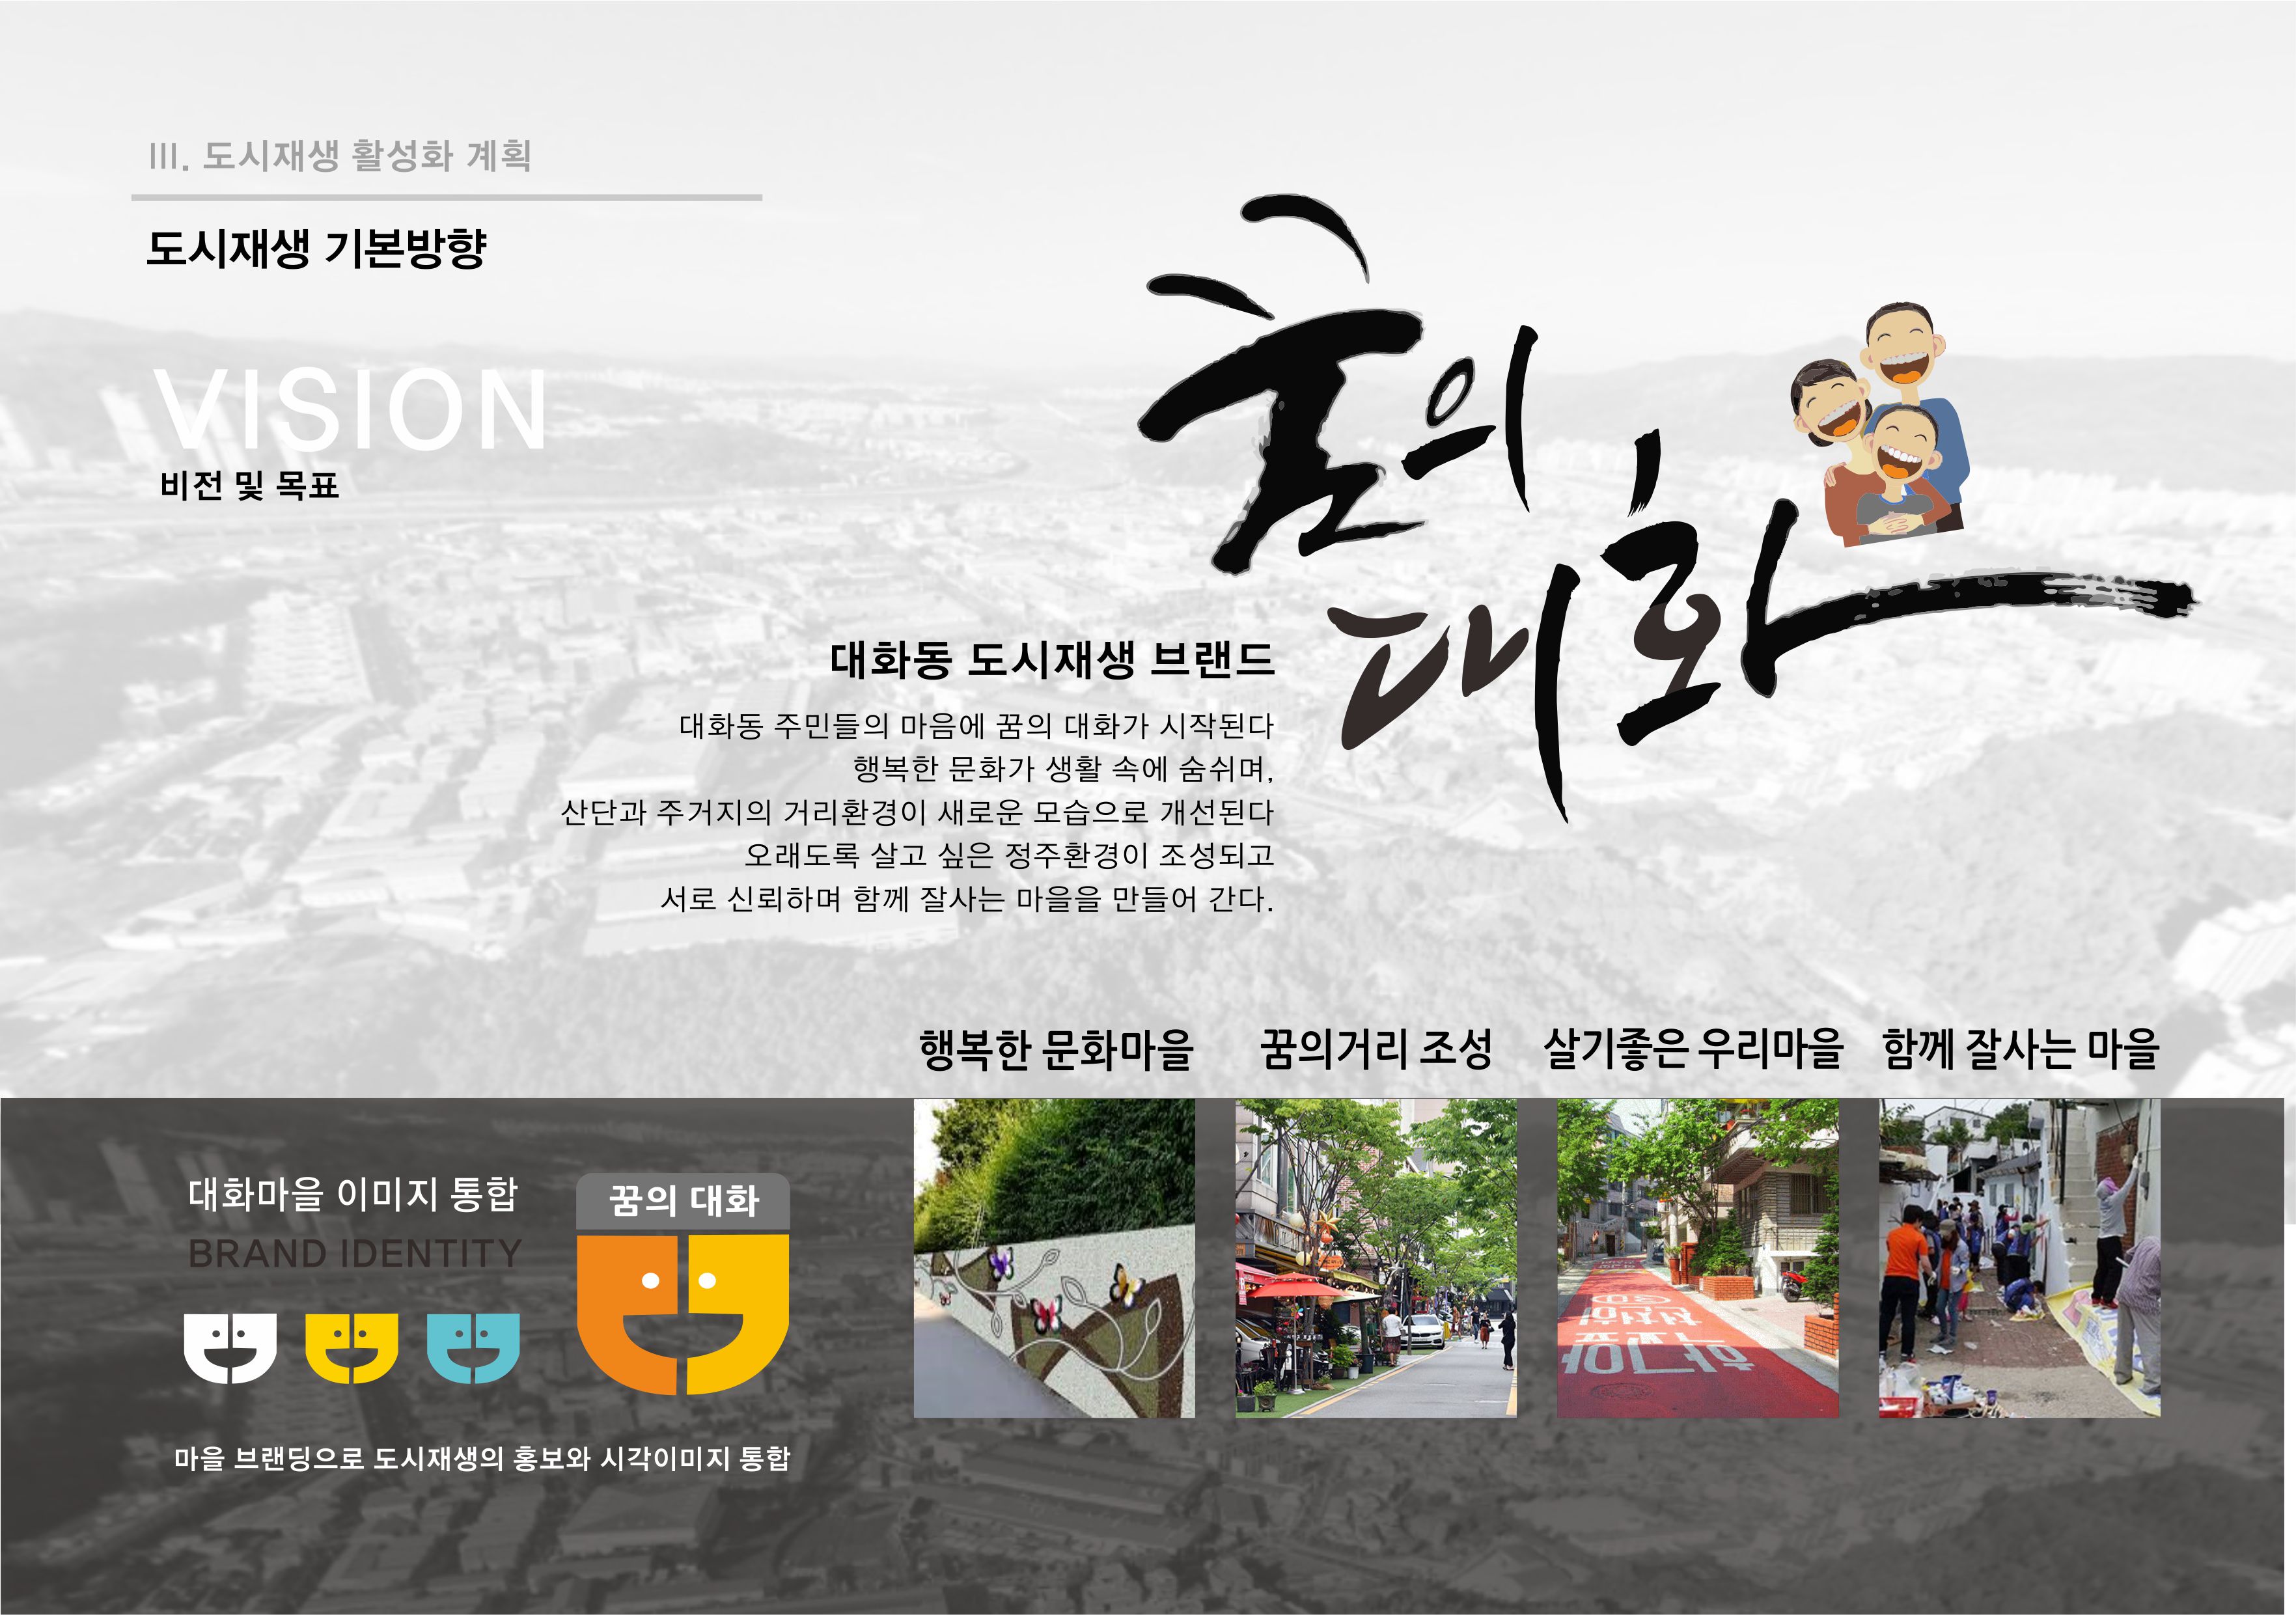 III. 도시재생 활성화 계획
도시재생 기본방향
VISION
비전 및 목표
꿈의
대화
대화동 도시재생 브랜드
대화동 주민들의 마음에 꿈의 대화가 시작된다
행복한 문화가 생활 속에 숨쉬며,
산단과 주거지의 거리환경이 새로운 모습으로 개선된다
오래도록 살고 싶은 정주환경이 조성되고
서로 신뢰하며 함께 잘사는 마을을 만들어 간다.
행복한 문화마을
꿈의거리 조성
살기좋은 우리마을
함께 잘사는 마을
대화마을 이미지 통합
BRAND IDENTITY
꿈의 대화
마을 브랜딩으로 도시재생의 홍보와 시각이미지 통합